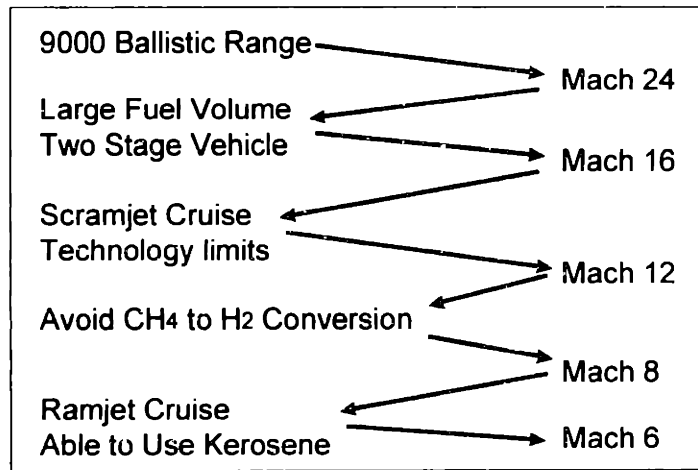 9000 Ballistic Range
Mach 24
Large Fuel Volume
Two Stage Vehicle
Mach 16
Scramjet Cruise
Technology limits
Mach 12
Avoid CH4 to H2 Conversion
Mach 8
Ramjet Cruise
Able to Use Kerosene
Mach 6